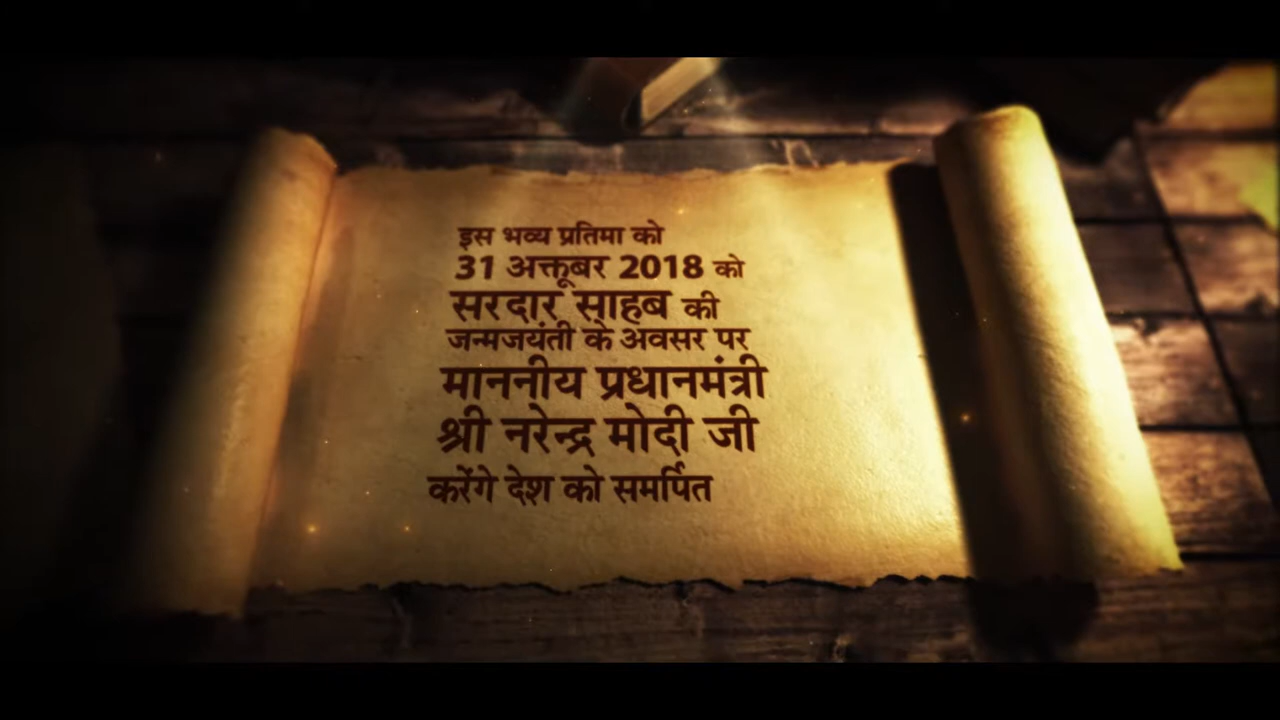 इस भव्य प्रतिमा को
31 अक्तूबर 2018 को
सरदार साहब की
जन्मजयंती के अवसर पर
माननीय प्रधानमंत्री
श्री नरेन्द्र मोदी जी
करेंगे देश को समर्पित